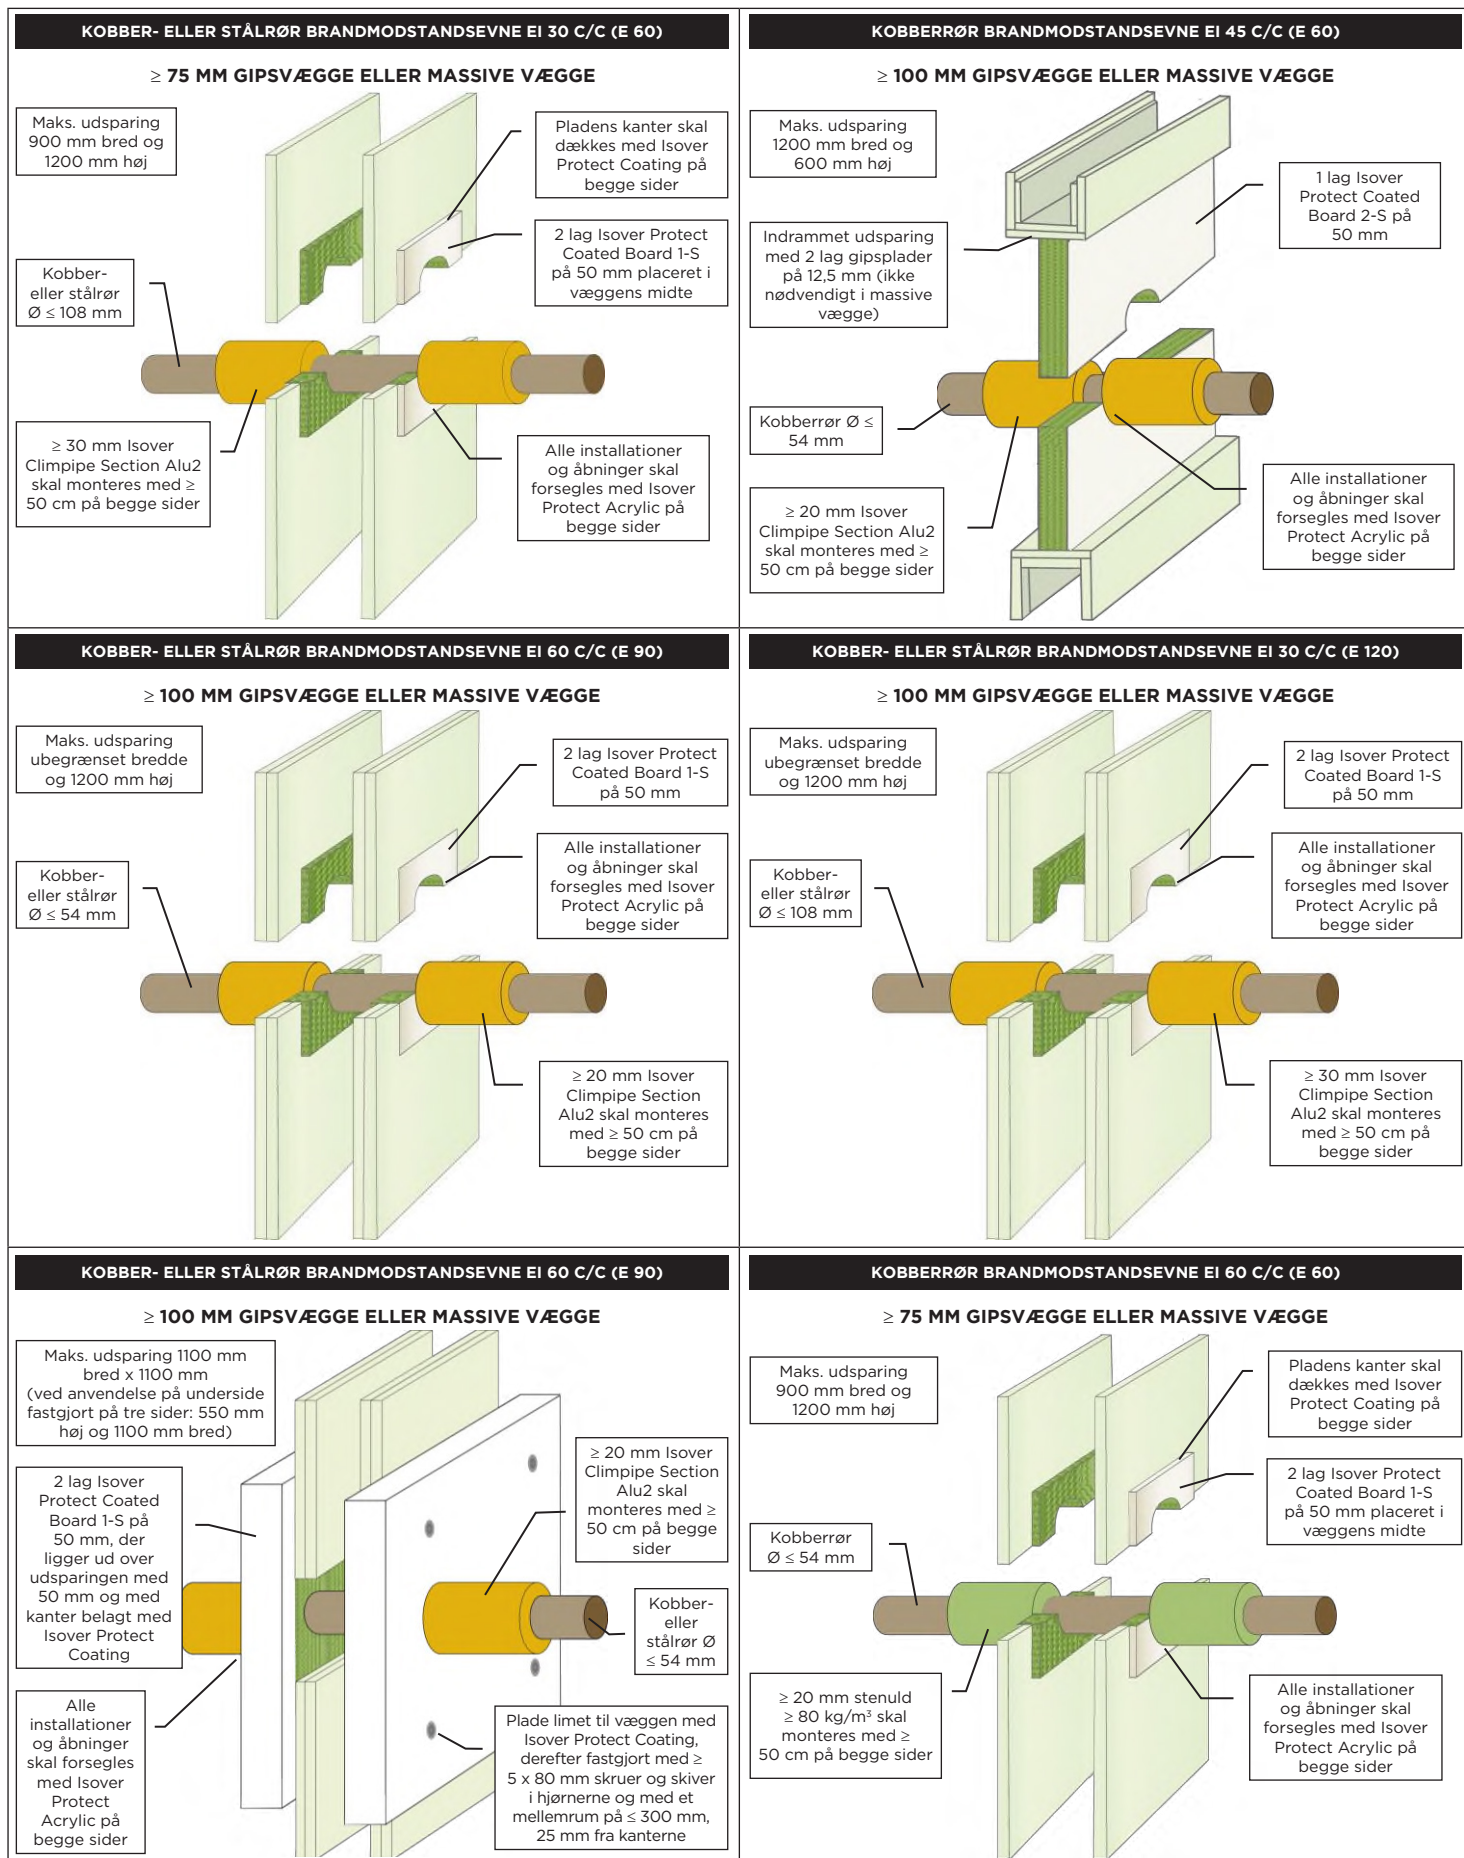 KOBBER- ELLER STÅLRØR BRANDMODSTANDSEVNE EI 30 C/C (E 60)
≥ 75 MM GIPSVÆGGE ELLER MASSIVE VÆGGE
Maks. udsparing
900 mm bred og
1200 mm høj
Pladens kanter skal
dækkes med Isover
Protect Coating på
begge sider
2 lag Isover Protect
Coated Board 1-S
på 50 mm placeret i
væggens midte
Kobber-
eller stålrør
Ø ≤ 108 mm
≥ 30 mm Isover
Climpipe Section Alu2
skal monteres med ≥
50 cm på begge sider
Alle installationer
og åbninger skal
forsegles med Isover
Protect Acrylic på
begge sider
KOBBERRØR BRANDMODSTANDSEVNE EI 45 C/C (E 60)
≥ 100 MM GIPSVÆGGE ELLER MASSIVE VÆGGE
Maks. udsparing
1200 mm bred og
600 mm høj
1 lag Isover
Protect Coated
Board 2-S på
50 mm
Indrammet udsparing
med 2 lag gipsplader
på 12,5 mm (ikke
nødvendigt i massive
vægge)
Kobberrør Ø ≤
54 mm
≥ 20 mm Isover
Climpipe Section Alu2
skal monteres med ≥
50 cm på begge sider
Alle installationer
og åbninger skal
forsegles med Isover
Protect Acrylic på
begge sider
KOBBER- ELLER STÅLRØR BRANDMODSTANDSEVNE EI 60 C/C (E 90)
≥ 100 MM GIPSVÆGGE ELLER MASSIVE VÆGGE
Maks. udsparing
ubegrænset bredde
og 1200 mm høj
2 lag Isover Protect
Coated Board 1-S
på 50 mm
Alle installationer
og åbninger skal
forsegles med Isover
Protect Acrylic på
begge sider
Kobber-
eller stålrør
Ø ≤ 54 mm
≥ 20 mm Isover
Climpipe Section
Alu2 skal monteres
med ≥ 50 cm på
begge sider
KOBBER- ELLER STÅLRØR BRANDMODSTANDSEVNE EI 30 C/C (E 120)
≥ 100 MM GIPSVÆGGE ELLER MASSIVE VÆGGE
Maks. udsparing
ubegrænset bredde
og 1200 mm høj
2 lag Isover Protect
Coated Board 1-S
på 50 mm
Alle installationer
og åbninger skal
forsegles med Isover
Protect Acrylic på
begge sider
Kobber-
eller stålrør
Ø ≤ 108 mm
≥ 30 mm Isover
Climpipe Section
Alu2 skal monteres
med ≥ 50 cm på
begge sider
KOBBER- ELLER STÅLRØR BRANDMODSTANDSEVNE EI 60 C/C (E 90)
≥ 100 MM GIPSVÆGGE ELLER MASSIVE VÆGGE
Maks. udsparing 1100 mm
bred x 1100 mm
(ved anvendelse på underside
fastgjort på tre sider: 550 mm
høj og 1100 mm bred)
2 lag Isover
Protect Coated
Board 1-S på
50 mm, der
ligger ud over
udsparingen med
50 mm og med
kanter belagt med
Isover Protect
Coating
≥ 20 mm Isover
Climpipe Section
Alu2 skal
monteres med ≥
50 cm på begge
sider
Kobber-
eller
stålrør Ø
≤ 54 mm
Alle
installationer
og åbninger
skal forsegles
med Isover
Protect
Acrylic på
begge sider
Plade limet til væggen med
Isover Protect Coating,
derefter fastgjort med ≥
5 x 80 mm skruer og skiver
i hjørnerne og med et
mellemrum på ≤ 300 mm,
25 mm fra kanterne
KOBBERRØR BRANDMODSTANDSEVNE EI 60 C/C (E 60)
≥ 75 MM GIPSVÆGGE ELLER MASSIVE VÆGGE
Maks. udsparing
900 mm bred og
1200 mm høj
Pladens kanter skal
dækkes med Isover
Protect Coating på
begge sider
2 lag Isover Protect
Coated Board 1-S
på 50 mm placeret i
væggens midte
Kobberrør
Ø ≤ 54 mm
≥ 20 mm stenuld
≥ 80 kg/m³ skal
monteres med ≥
50 cm på begge sider
Alle installationer
og åbninger skal
forsegles med Isover
Protect Acrylic på
begge sider